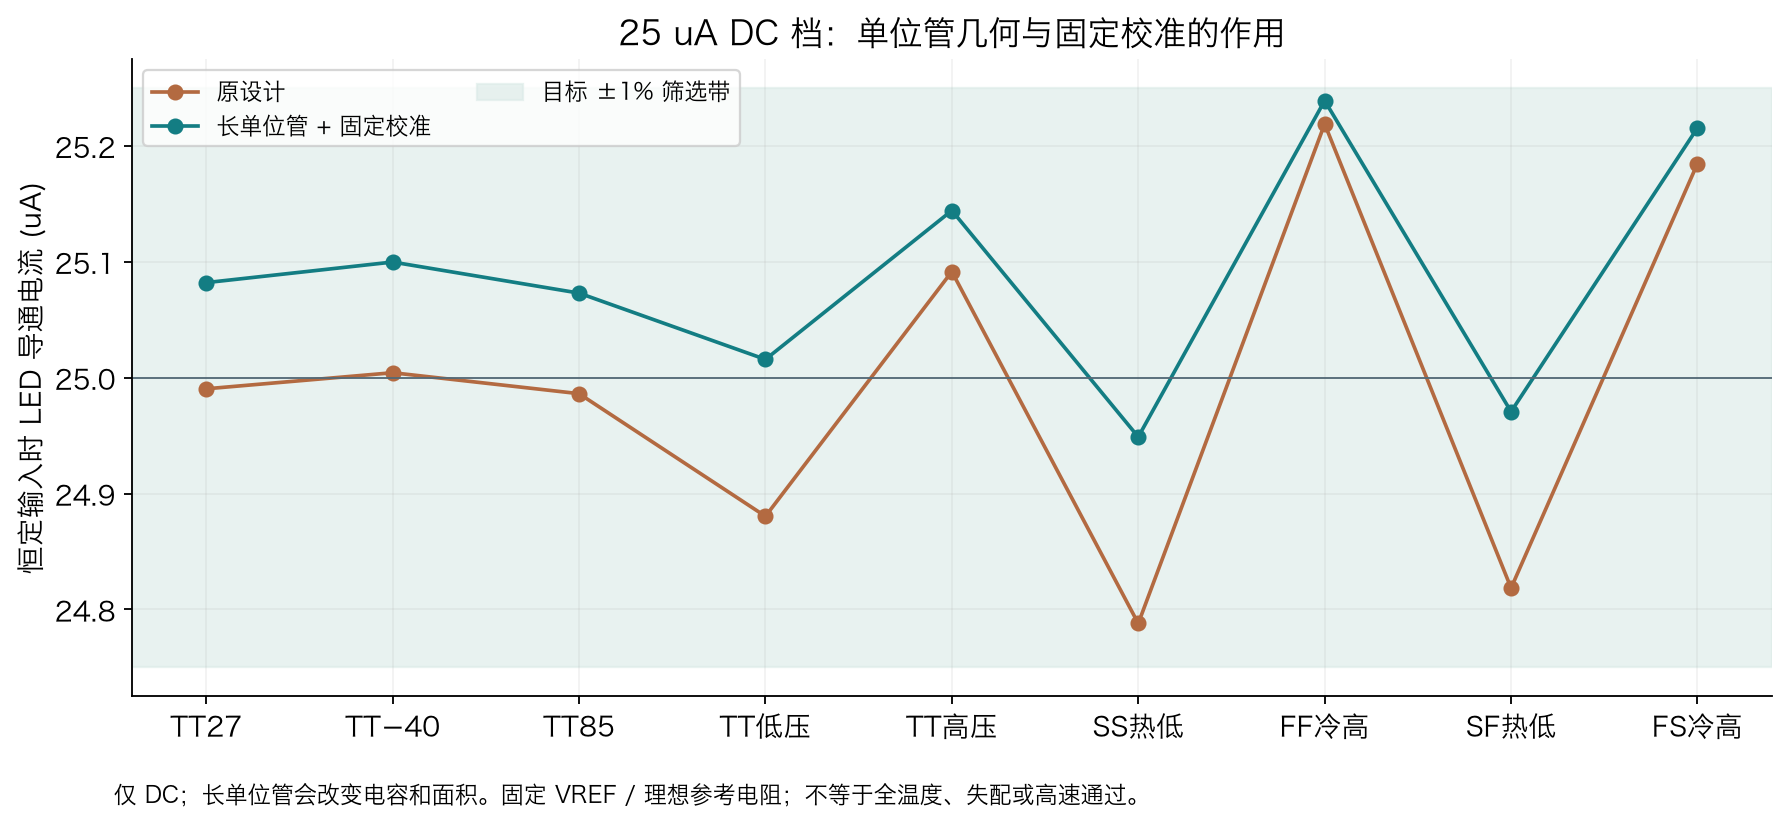 25 uA DC 档：单位管几何与固定校准的作用
原设计
目标 ±1% 筛选带
长单位管 + 固定校准
恒定输入时 LED 导通电流 (uA)
25.2
25.1
25.0
24.9
24.8
TT27 TT−40 TT85 TT低压 TT高压 SS热低 FF冷高 SF热低 FS冷高
仅 DC；长单位管会改变电容和面积。固定 VREF / 理想参考电阻；不等于全温度、失配或高速通过。